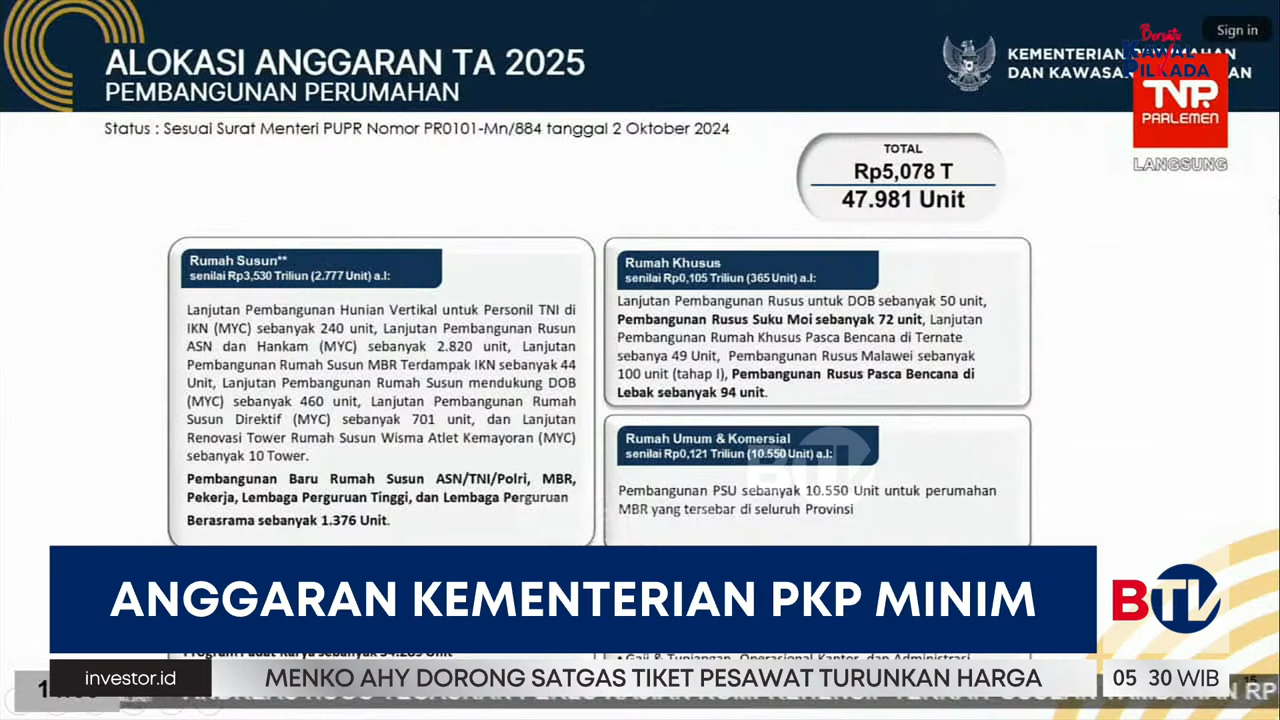 ALOKASI ANGGARAN TA 2025
PEMBANGUNAN PERUMAHAN
Sign in
Bersatu
KAWAL
PILKADA
KEMENTERIAN PERUMAHAN
DAN KAWASAN
TVP.
PARLEMEN
LANGSUNG
Status : Sesuai Surat Menteri PUPR Nomor PR0101-Mn/884 tanggal 2 Oktober 2024
TOTAL
Rp5,078 T
47.981 Unit
Rumah Susun**
senilai Rp3,530 Triliun (2.777 Unit) a.l:
Lanjutan Pembangunan Hunian Vertikal untuk Personil TNI di
IKN (MYC) sebanyak 240 unit, Lanjutan Pembangunan Rusun
ASN dan Hankam (MYC) sebanyak 2.820 unit, Lanjutan
Pembangunan Rumah Susun MBR Terdampak IKN sebanyak 44
Unit, Lanjutan Pembangunan Rumah Susun mendukung DOB
(MYC) sebanyak 460 unit, Lanjutan Pembangunan Rumah
Susun Direktif (MYC) sebanyak 701 unit, dan Lanjutan
Renovasi Tower Rumah Susun Wisma Atlet Kemayoran (MYC)
sebanyak 10 Tower.
Pembangunan Baru Rumah Susun ASN/TNI/Polri, MBR,
Pekerja, Lembaga Perguruan Tinggi, dan Lembaga Perguruan
Berasrama sebanyak 1.376 Unit.
Rumah Khusus
senilai Rp0,105 Triliun (365 Unit) a.l:
Lanjutan Pembangunan Rusus untuk DOB sebanyak 50 unit,
Pembangunan Rusus Suku Moi sebanyak 72 unit, Lanjutan
Pembangunan Rumah Khusus Pasca Bencana di Ternate
sebanya 49 Unit, Pembangunan Rusus Malawei sebanyak
100 unit (tahap I), Pembangunan Rusus Pasca Bencana di
Lebak sebanyak 94 unit.
Rumah Umum & Komersial
senilai Rp0,121 Triliun (10.550 Unit) a.l:
Pembangunan PSU sebanyak 10.550 Unit untuk perumahan
MBR yang tersebar di seluruh Provinsi
BTV
ANGGARAN KEMENTERIAN PKP MINIM
BTV
investor.id
MENKO AHY DORONG SATGAS TIKET PESAWAT TURUNKAN HARGA
05 30 WIB